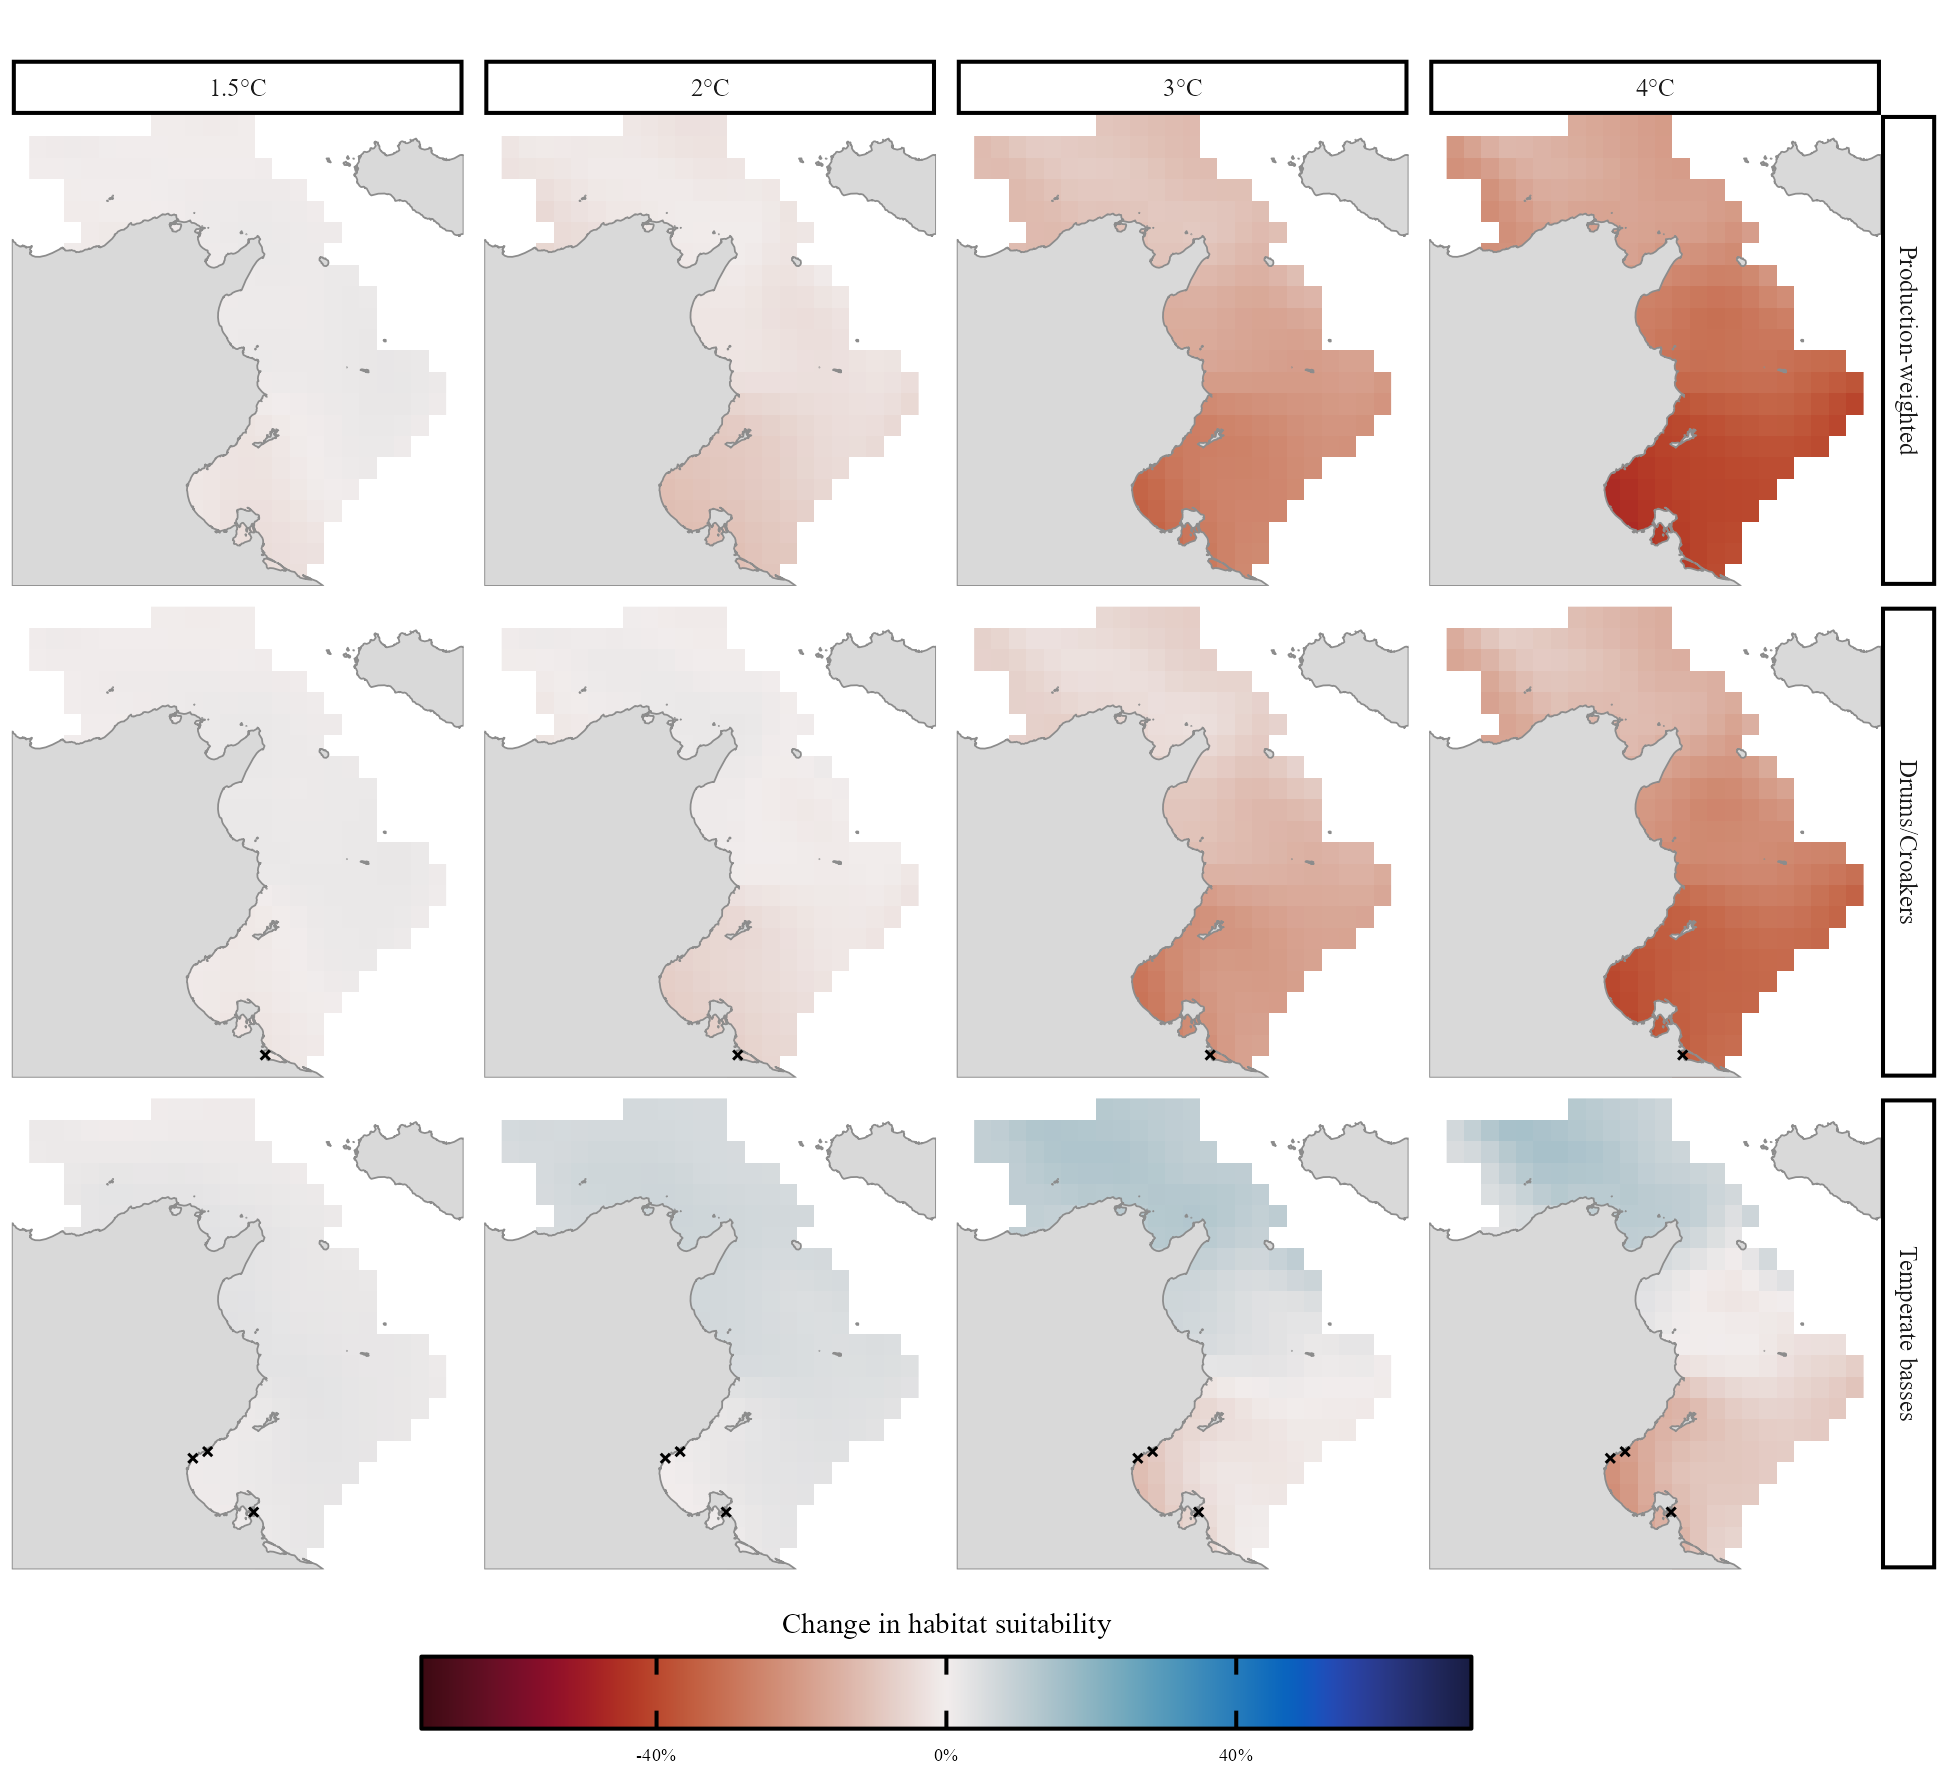 1.5°C
2°C
3°C
4°C
Production-weighted
Drums/Croakers
Temperate basses
Change in habitat suitability
-40%
0%
40%